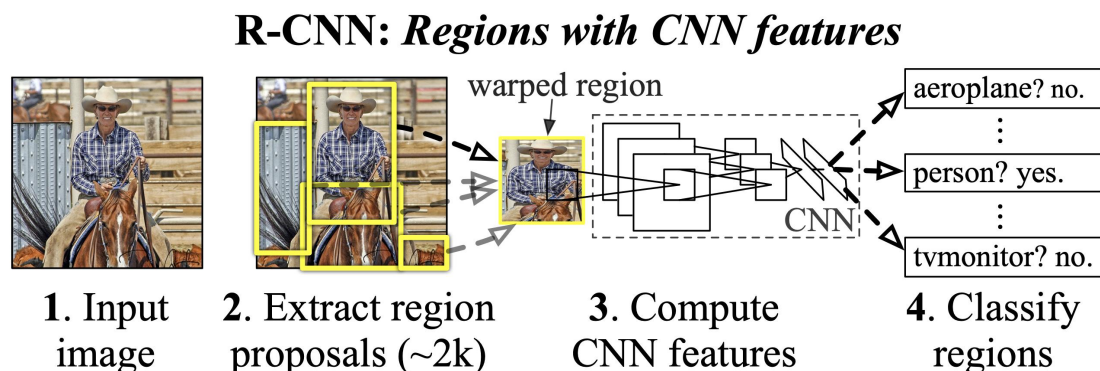 R-CNN: Regions with CNN features
warped region
aeroplane? no.
⋮
person? yes.
⋮
tvmonitor? no.
CNN
1. Input
image
2. Extract region
proposals (~2k)
3. Compute
CNN features
4. Classify
regions